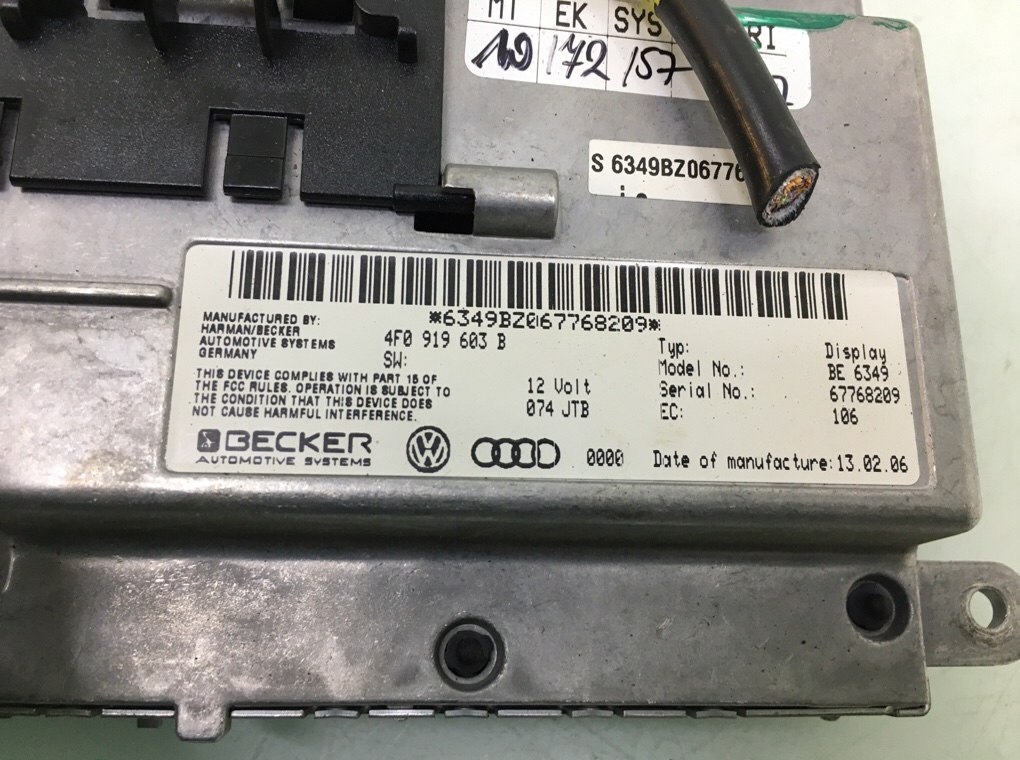 MI EK SYS RI
10/172/57
S 6349BZ06776
*6349BZ067768209*
MANUFACTURED BY:
HARMAN/BECKER
AUTOMOTIVE SYSTEMS
GERMANY
4F0 919 603 B
SW:
THIS DEVICE COMPLIES WITH PART 15 OF
THE FCC RULES. OPERATION IS SUBJECT TO
THE CONDITION THAT THIS DEVICE DOES
NOT CAUSE HARMFUL INTERFERENCE.
12 Volt
074 JTB
Typ: Display
Model No.: BE 6349
Serial No.: 67768209
EC: 106
BECKER
AUTOMOTIVE SYSTEMS
0000
Date of manufacture: 13.02.06